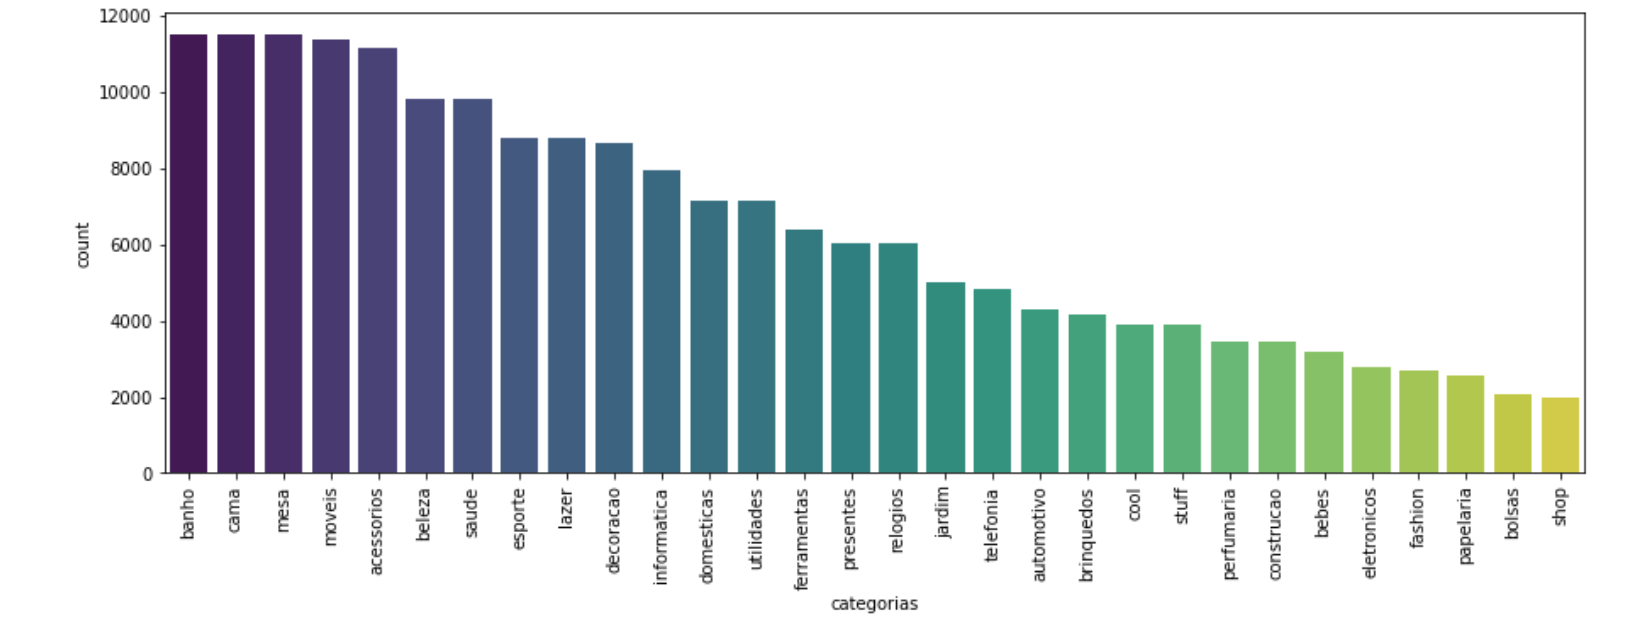 12000
10000
8000
6000
4000
2000
0
count
banho
cama
mesa
moveis
acessorios
beleza
saude
esporte
lazer
decoracao
informatica
domesticas
utilidades
ferramentas
presentes
relogios
jardim
telefonia
automotivo
brinquedos
cool
stuff
perfumaria
construcao
bebes
eletronicos
fashion
papelaria
bolsas
shop
categorias